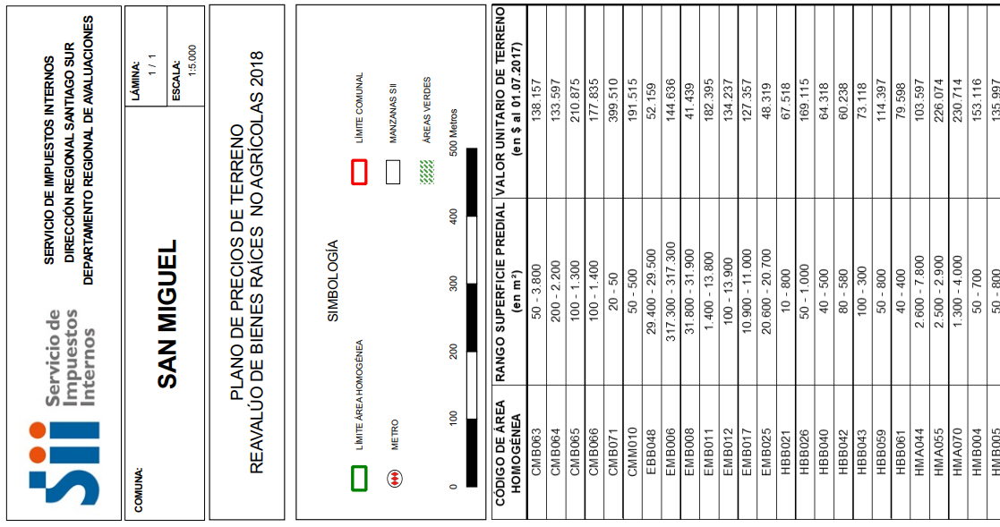 sii
Servicio de
Impuestos
Internos
SERVICIO DE IMPUESTOS INTERNOS
DIRECCIÓN REGIONAL SANTIAGO SUR
DEPARTAMENTO REGIONAL DE AVALUACIONES
COMUNA:
SAN MIGUEL
LÁMINA:
1 / 1
ESCALA:
1:5.000
PLANO DE PRECIOS DE TERRENO
REAVALÚO DE BIENES RAÍCES NO AGRÍCOLAS 2018
SIMBOLOGÍA
LÍMITE ÁREA HOMOGÉNEA LÍMITE COMUNAL
METRO MANZANAS SII
ÁREAS VERDES
0 100 200 300 400 500 Metros
CÓDIGO DE ÁREA RANGO SUPERFICIE PREDIAL VALOR UNITARIO DE TERRENO
HOMOGÉNEA (en m²) (en $ al 01.07.2017)
CMB063 50 - 3.800 138.157
CMB064 200 - 2.200 133.597
CMB065 100 - 1.300 210.875
CMB066 100 - 1.400 177.835
CMB071 20 - 50 399.510
CMM010 50 - 500 191.515
EBB048 29.400 - 29.500 52.159
EMB006 317.300 - 317.300 144.636
EMB008 31.800 - 31.900 41.439
EMB011 1.400 - 13.800 182.395
EMB012 100 - 13.900 134.237
EMB017 10.900 - 11.000 127.357
EMB025 20.600 - 20.700 48.319
HBB021 10 - 800 67.518
HBB026 50 - 1.000 169.115
HBB040 40 - 500 64.318
HBB042 80 - 580 60.238
HBB043 100 - 300 73.118
HBB059 50 - 800 114.397
HBB061 40 - 400 79.598
HMA044 2.600 - 7.800 103.597
HMA055 2.500 - 2.900 226.074
HMA070 1.300 - 4.000 230.714
HMB004 50 - 700 153.116
HMB005 50 - 800 135.997